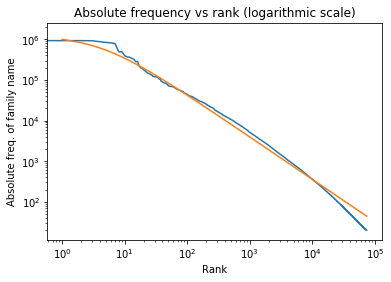 Absolute frequency vs rank (logarithmic scale)
10⁶
10⁵
10⁴
10³
10²
Absolute freq. of family name
10⁰ 10¹ 10² 10³ 10⁴ 10⁵
Rank